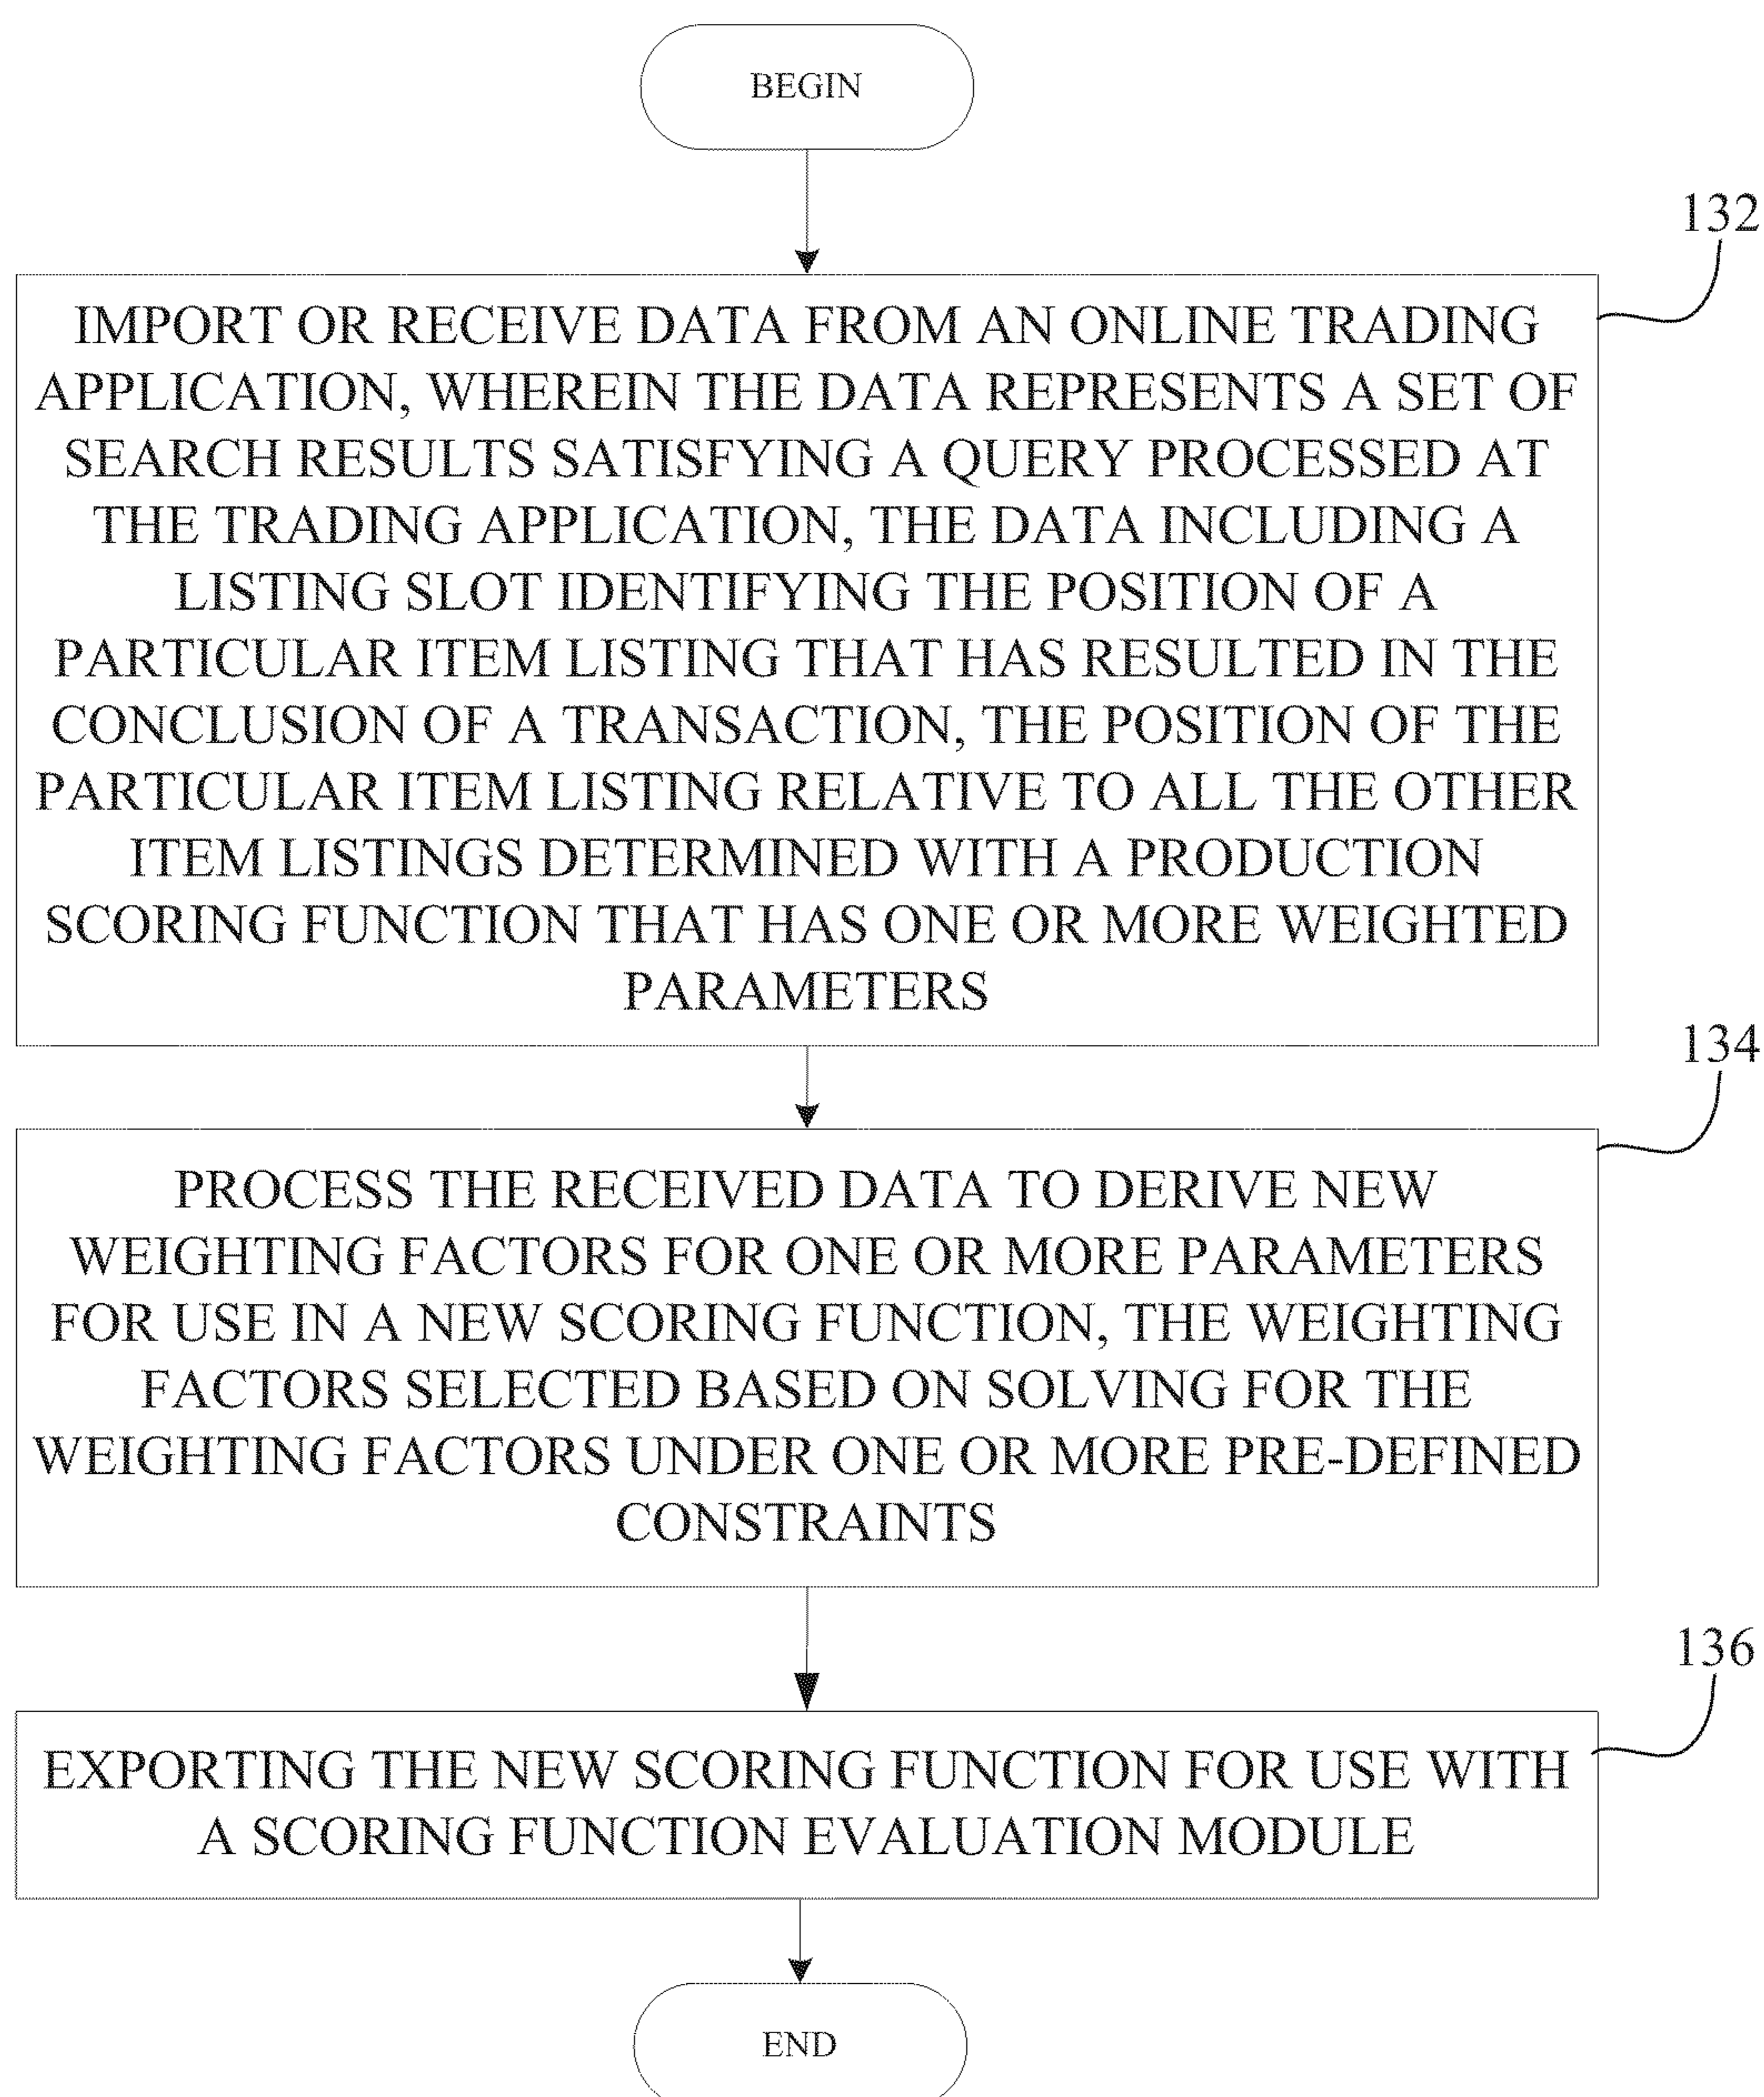 BEGIN
132
IMPORT OR RECEIVE DATA FROM AN ONLINE TRADING
APPLICATION, WHEREIN THE DATA REPRESENTS A SET OF
SEARCH RESULTS SATISFYING A QUERY PROCESSED AT
THE TRADING APPLICATION, THE DATA INCLUDING A
LISTING SLOT IDENTIFYING THE POSITION OF A
PARTICULAR ITEM LISTING THAT HAS RESULTED IN THE
CONCLUSION OF A TRANSACTION, THE POSITION OF THE
PARTICULAR ITEM LISTING RELATIVE TO ALL THE OTHER
ITEM LISTINGS DETERMINED WITH A PRODUCTION
SCORING FUNCTION THAT HAS ONE OR MORE WEIGHTED
PARAMETERS
134
PROCESS THE RECEIVED DATA TO DERIVE NEW
WEIGHTING FACTORS FOR ONE OR MORE PARAMETERS
FOR USE IN A NEW SCORING FUNCTION, THE WEIGHTING
FACTORS SELECTED BASED ON SOLVING FOR THE
WEIGHTING FACTORS UNDER ONE OR MORE PRE-DEFINED
CONSTRAINTS
136
EXPORTING THE NEW SCORING FUNCTION FOR USE WITH
A SCORING FUNCTION EVALUATION MODULE
END